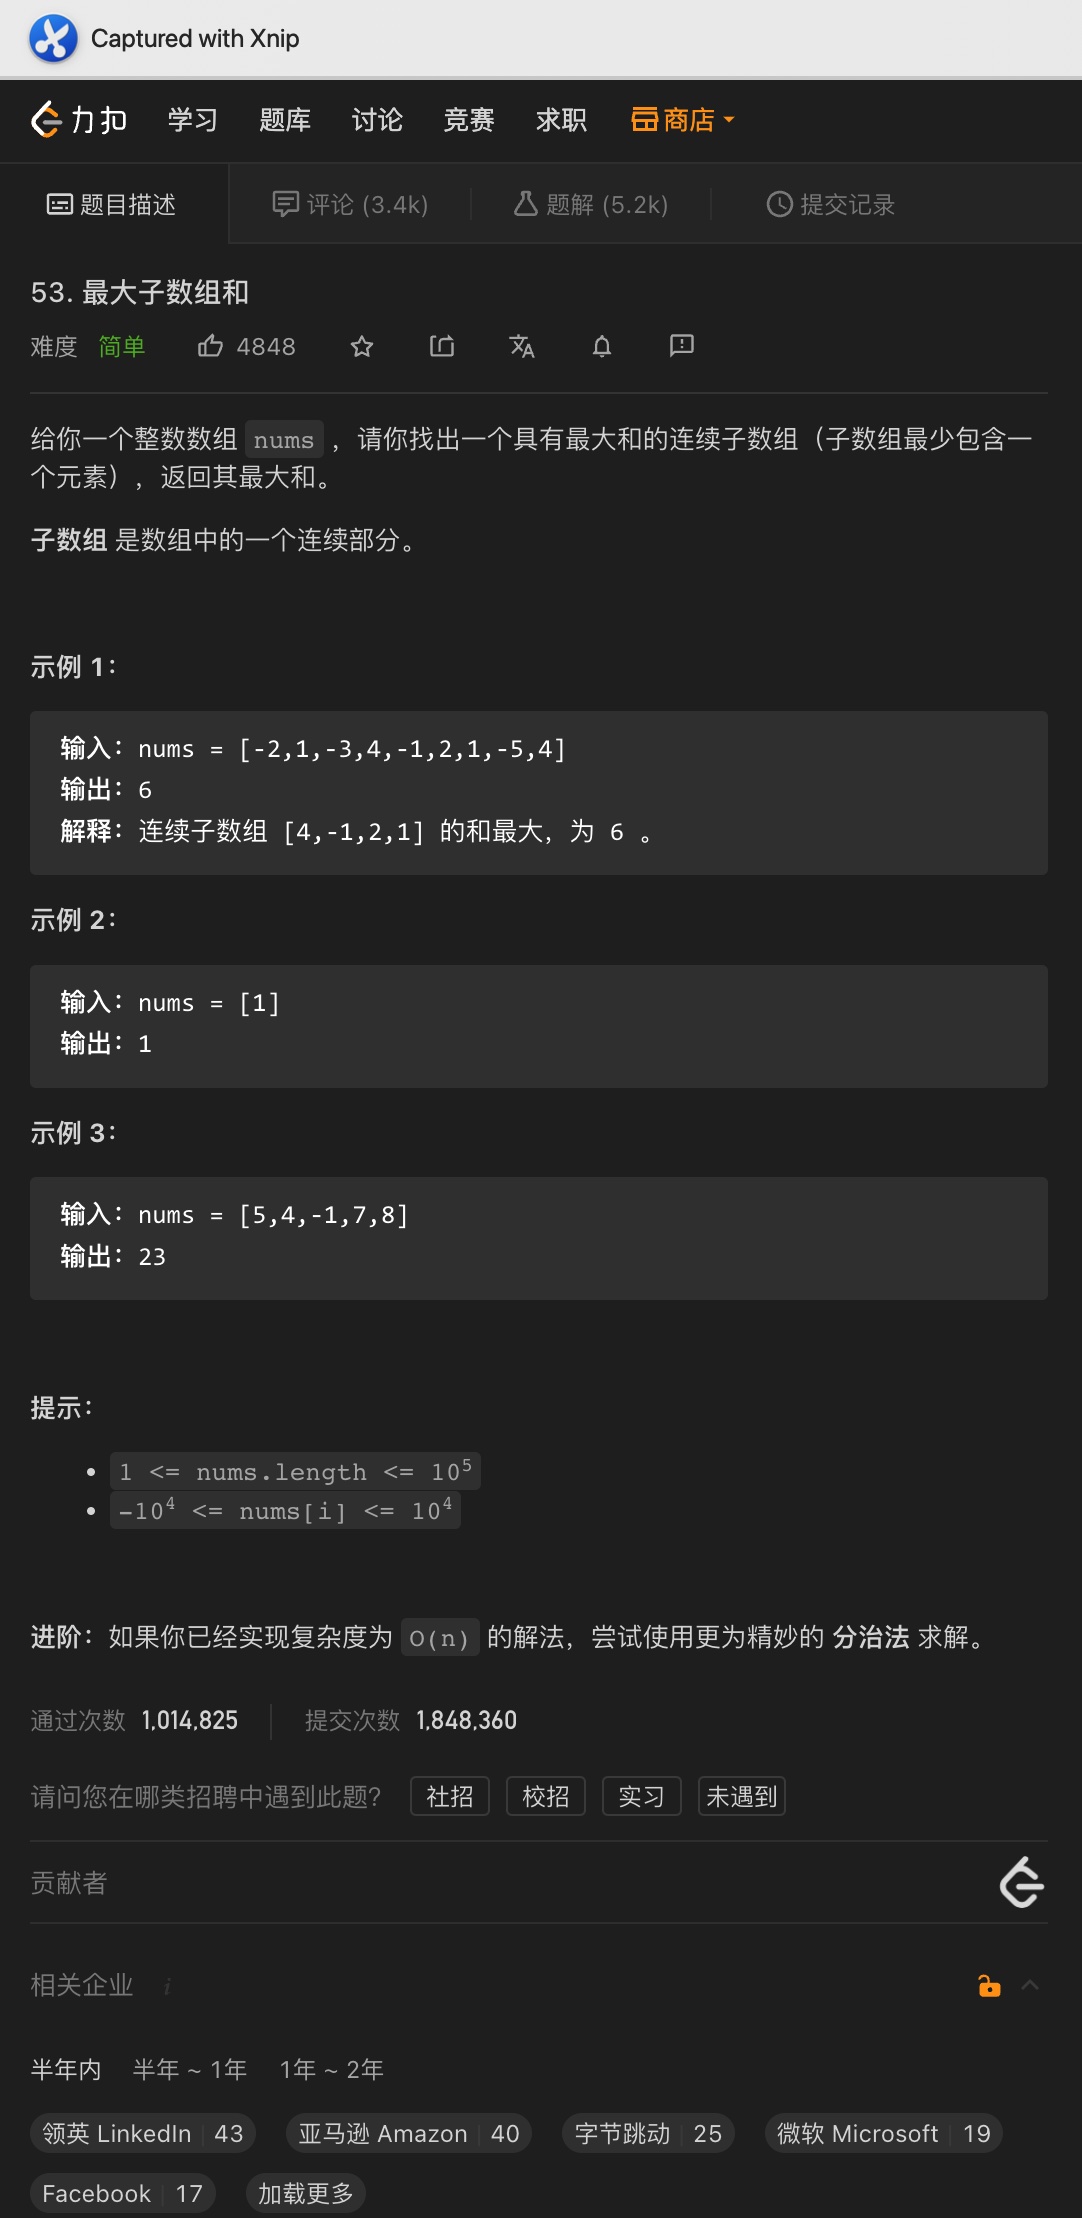 Captured with Xnip
力扣 学习 题库 讨论 竞赛 求职 商店
题目描述 评论 (3.4k) 题解 (5.2k) 提交记录
53. 最大子数组和
难度 简单 4848
给你一个整数数组 nums ，请你找出一个具有最大和的连续子数组（子数组最少包含一
个元素），返回其最大和。
子数组 是数组中的一个连续部分。
示例 1：
输入：nums = [-2,1,-3,4,-1,2,1,-5,4]
输出：6
解释：连续子数组 [4,-1,2,1] 的和最大，为 6 。
示例 2：
输入：nums = [1]
输出：1
示例 3：
输入：nums = [5,4,-1,7,8]
输出：23
提示：
• 1 <= nums.length <= 10⁵
• -10⁴ <= nums[i] <= 10⁴
进阶：如果你已经实现复杂度为 O(n) 的解法，尝试使用更为精妙的 分治法 求解。
通过次数 1,014,825 提交次数 1,848,360
请问您在哪类招聘中遇到此题? 社招 校招 实习 未遇到
贡献者
相关企业 i
半年内 半年 ~ 1年 1年 ~ 2年
领英 LinkedIn 43 亚马逊 Amazon 40 字节跳动 25 微软 Microsoft 19
Facebook 17 加载更多